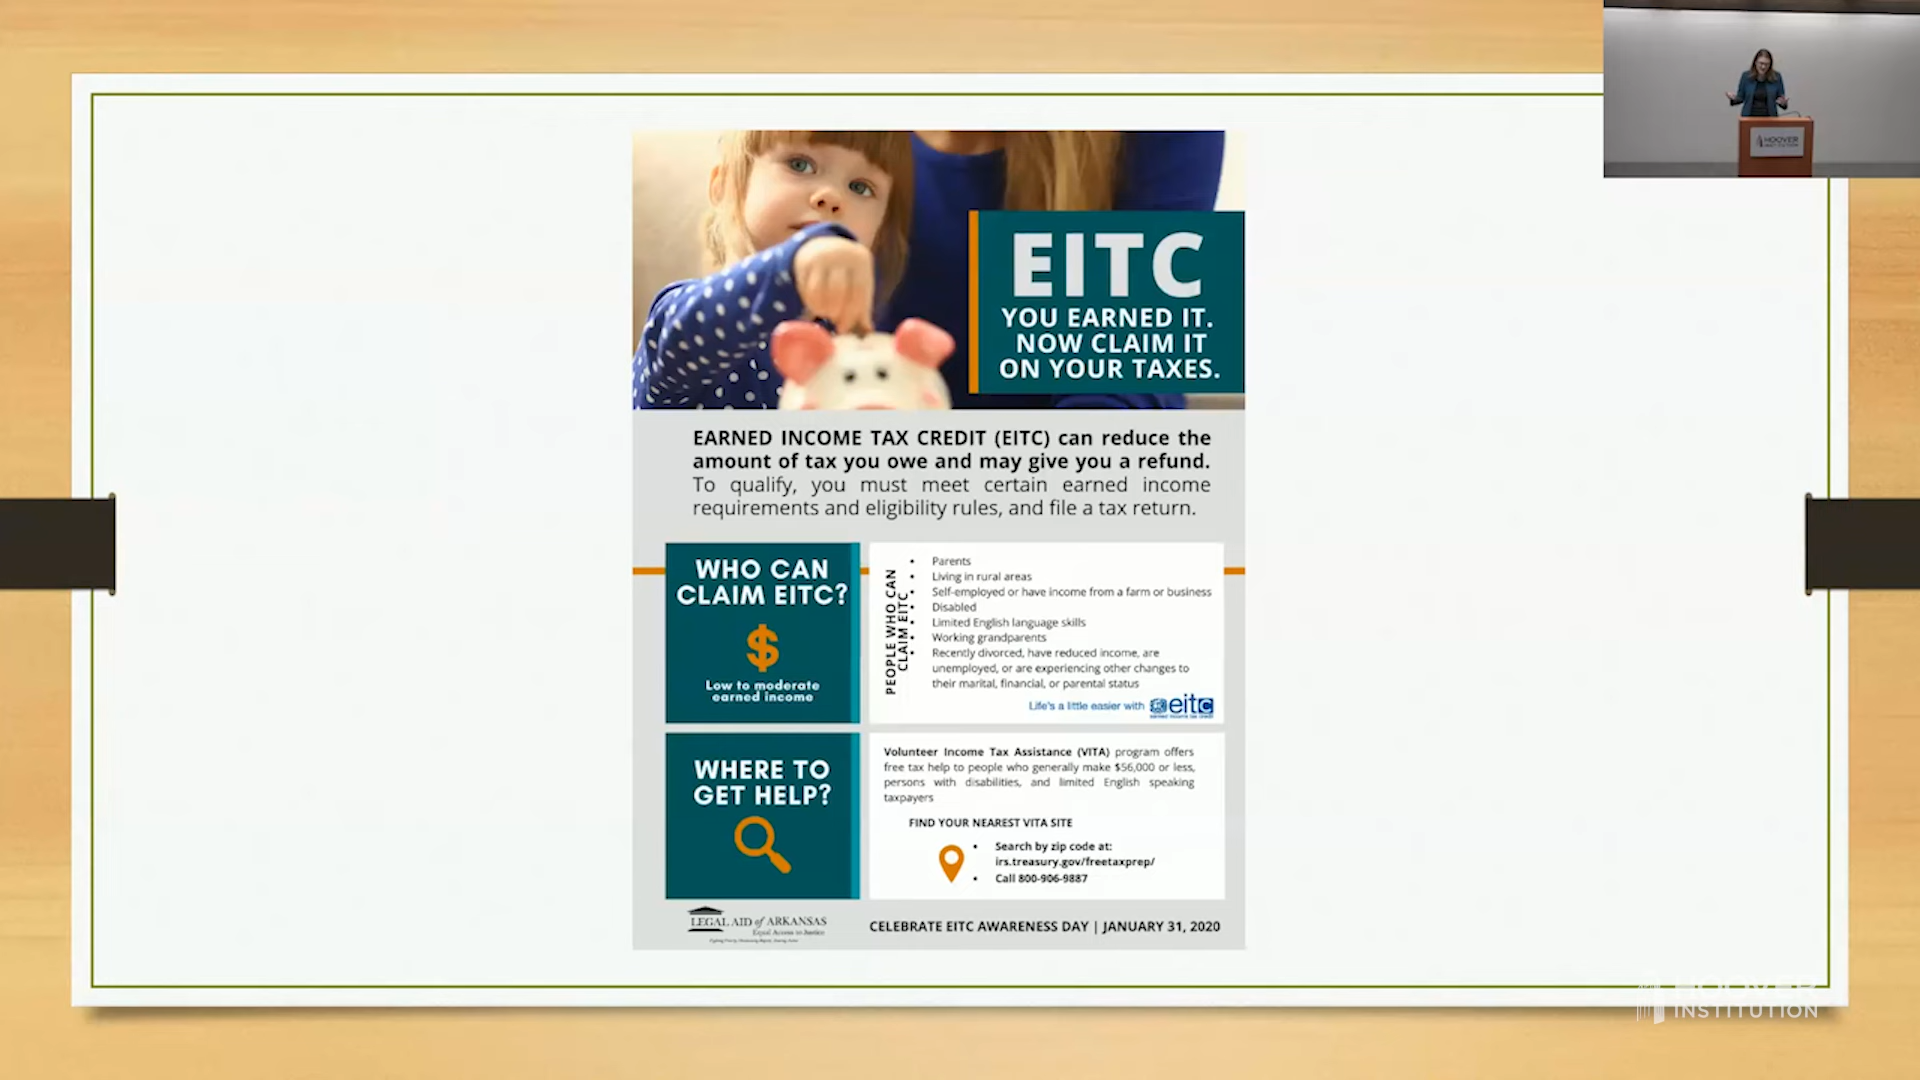 HOOVER
INSTITUTION
EITC
YOU EARNED IT.
NOW CLAIM IT
ON YOUR TAXES.
EARNED INCOME TAX CREDIT (EITC) can reduce the
amount of tax you owe and may give you a refund.
To qualify, you must meet certain earned income
requirements and eligibility rules, and file a tax return.
WHO CAN
CLAIM EITC?
$
Low to moderate
earned income
PEOPLE WHO CAN
CLAIM EITC
• Parents
• Living in rural areas
• Self-employed or have income from a farm or business
• Disabled
• Limited English language skills
• Working grandparents
• Recently divorced, have reduced income, are
unemployed, or are experiencing other changes to
their marital, financial, or parental status
Life's a little easier with eitc
WHERE TO
GET HELP?
Volunteer Income Tax Assistance (VITA) program offers
free tax help to people who generally make $56,000 or less,
persons with disabilities, and limited English speaking
taxpayers
FIND YOUR NEAREST VITA SITE
• Search by zip code at:
irs.treasury.gov/freetaxprep/
• Call 800-906-9887
LEGAL AID of ARKANSAS
Equal Access to Justice
CELEBRATE EITC AWARENESS DAY | JANUARY 31, 2020
HOOVER
INSTITUTION